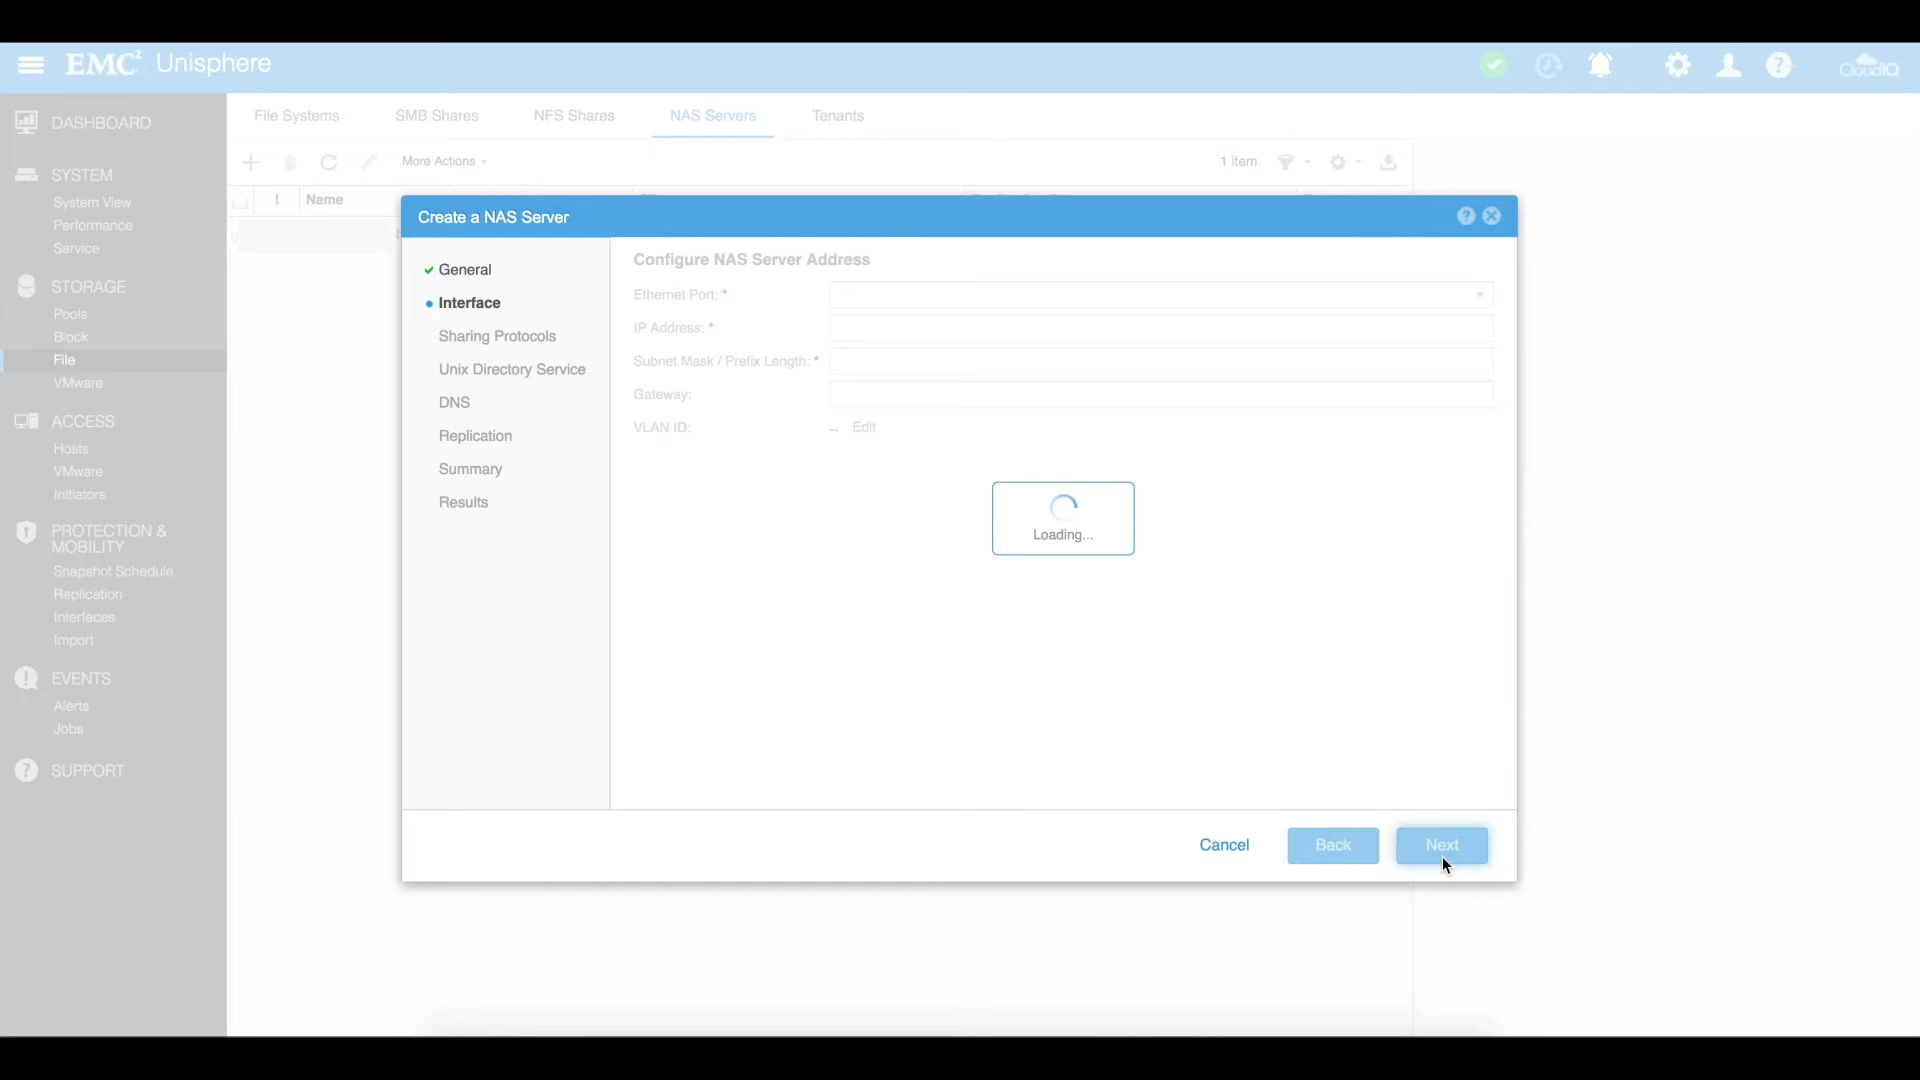 EMC² Unisphere
CloudIQ
DASHBOARD
SYSTEM
System View
Performance
Service
STORAGE
Pools
Block
File
VMware
ACCESS
Hosts
VMware
Initiators
PROTECTION &
MOBILITY
Snapshot Schedule
Replication
Interfaces
Import
EVENTS
Alerts
Jobs
SUPPORT
File Systems
SMB Shares
NFS Shares
NAS Servers
Tenants
More Actions
1 item
! Name
Create a NAS Server
General
Interface
Sharing Protocols
Unix Directory Service
DNS
Replication
Summary
Results
Configure NAS Server Address
Ethernet Port: *
IP Address: *
Subnet Mask / Prefix Length: *
Gateway:
VLAN ID: -- Edit
Loading...
Cancel
Back
Next